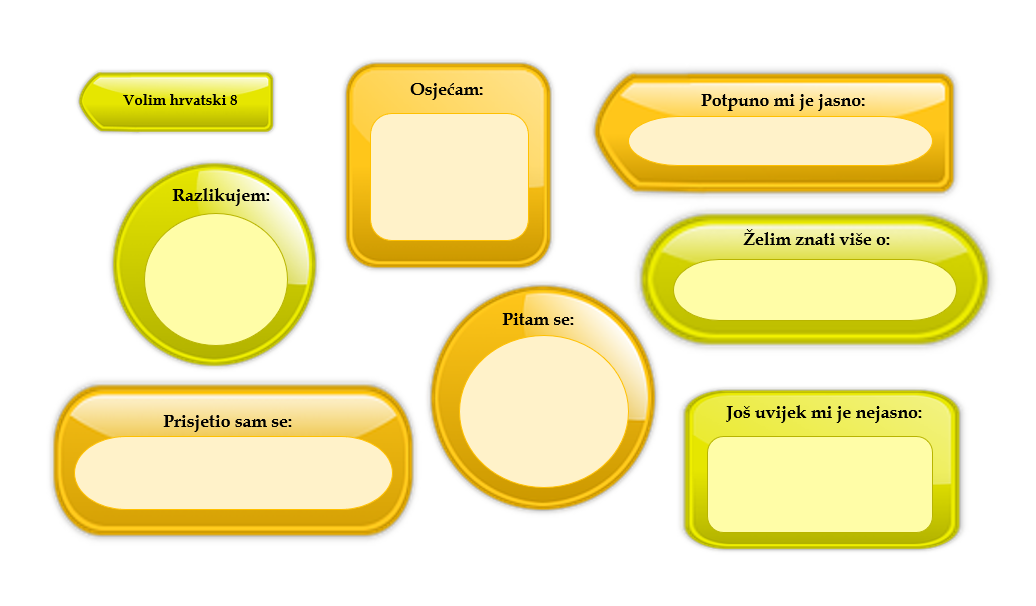 Volim hrvatski 8
Osjećam:
Potpuno mi je jasno:
Razlikujem:
Želim znati više o:
Pitam se:
Prisjetio sam se:
Još uvijek mi je nejasno: